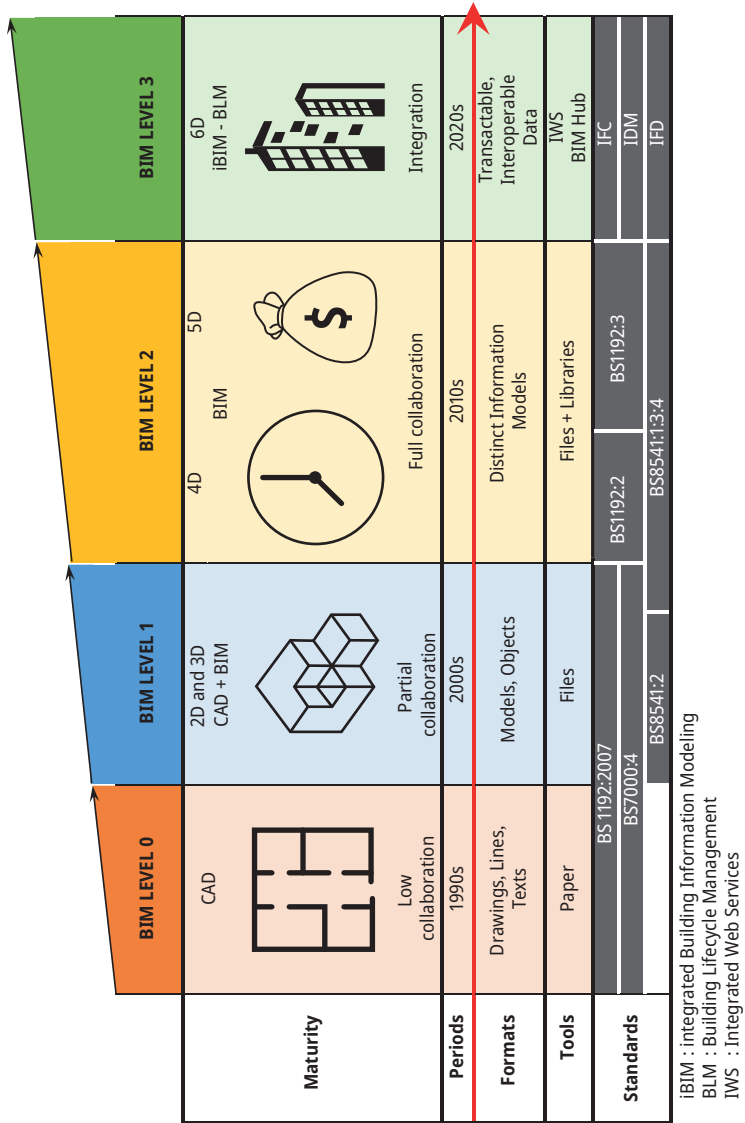 BIM LEVEL 0
BIM LEVEL 1
BIM LEVEL 2
BIM LEVEL 3
Maturity
CAD
Low
collaboration
2D and 3D
CAD + BIM
Partial
collaboration
4D
5D
BIM
$
Full collaboration
6D
iBIM - BLM
Integration
Periods
1990s
2000s
2010s
2020s
Formats
Drawings, Lines,
Texts
Models, Objects
Distinct Information
Models
Transactable,
Interoperable
Data
Tools
Paper
Files
Files + Libraries
IWS
BIM Hub
Standards
BS 1192:2007
BS1192:2
BS1192:3
IFC
BS7000:4
IDM
BS8541:2
BS8541:1:3:4
IFD
iBIM : integrated Building Information Modeling
BLM : Building Lifecycle Management
IWS : Integrated Web Services